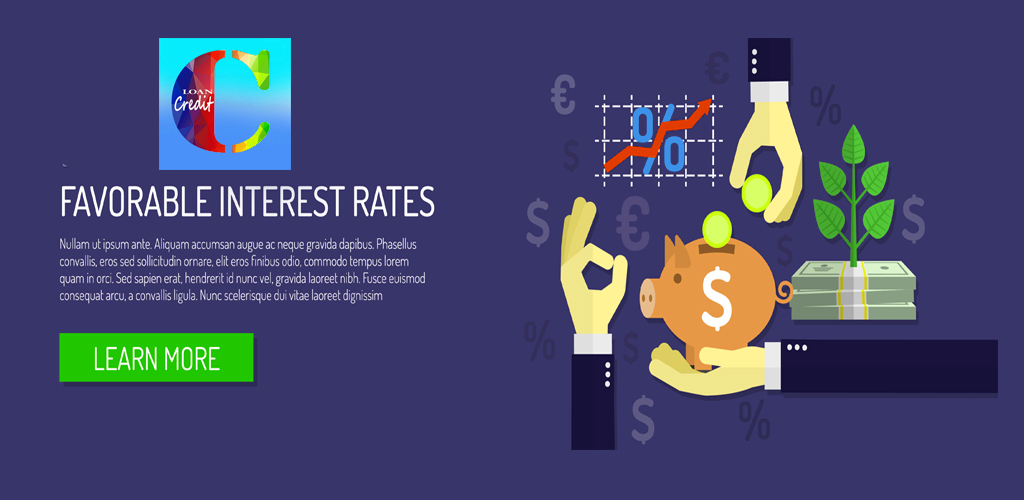 LOAN
Credit
FAVORABLE INTEREST RATES
Nullam ut ipsum ante. Aliquam accumsan augue ac neque gravida dapibus. Phasellus
convallis, eros sed sollicitudin ornare, elit eros finibus odio, commodo tempus lorem
quam in orci. Sed sapien erat, hendrerit id nunc vel, gravida laoreet nibh. Fusce euismod
consequat arcu, a convallis ligula. Nunc scelerisque dui vitae laoreet dignissim
LEARN MORE